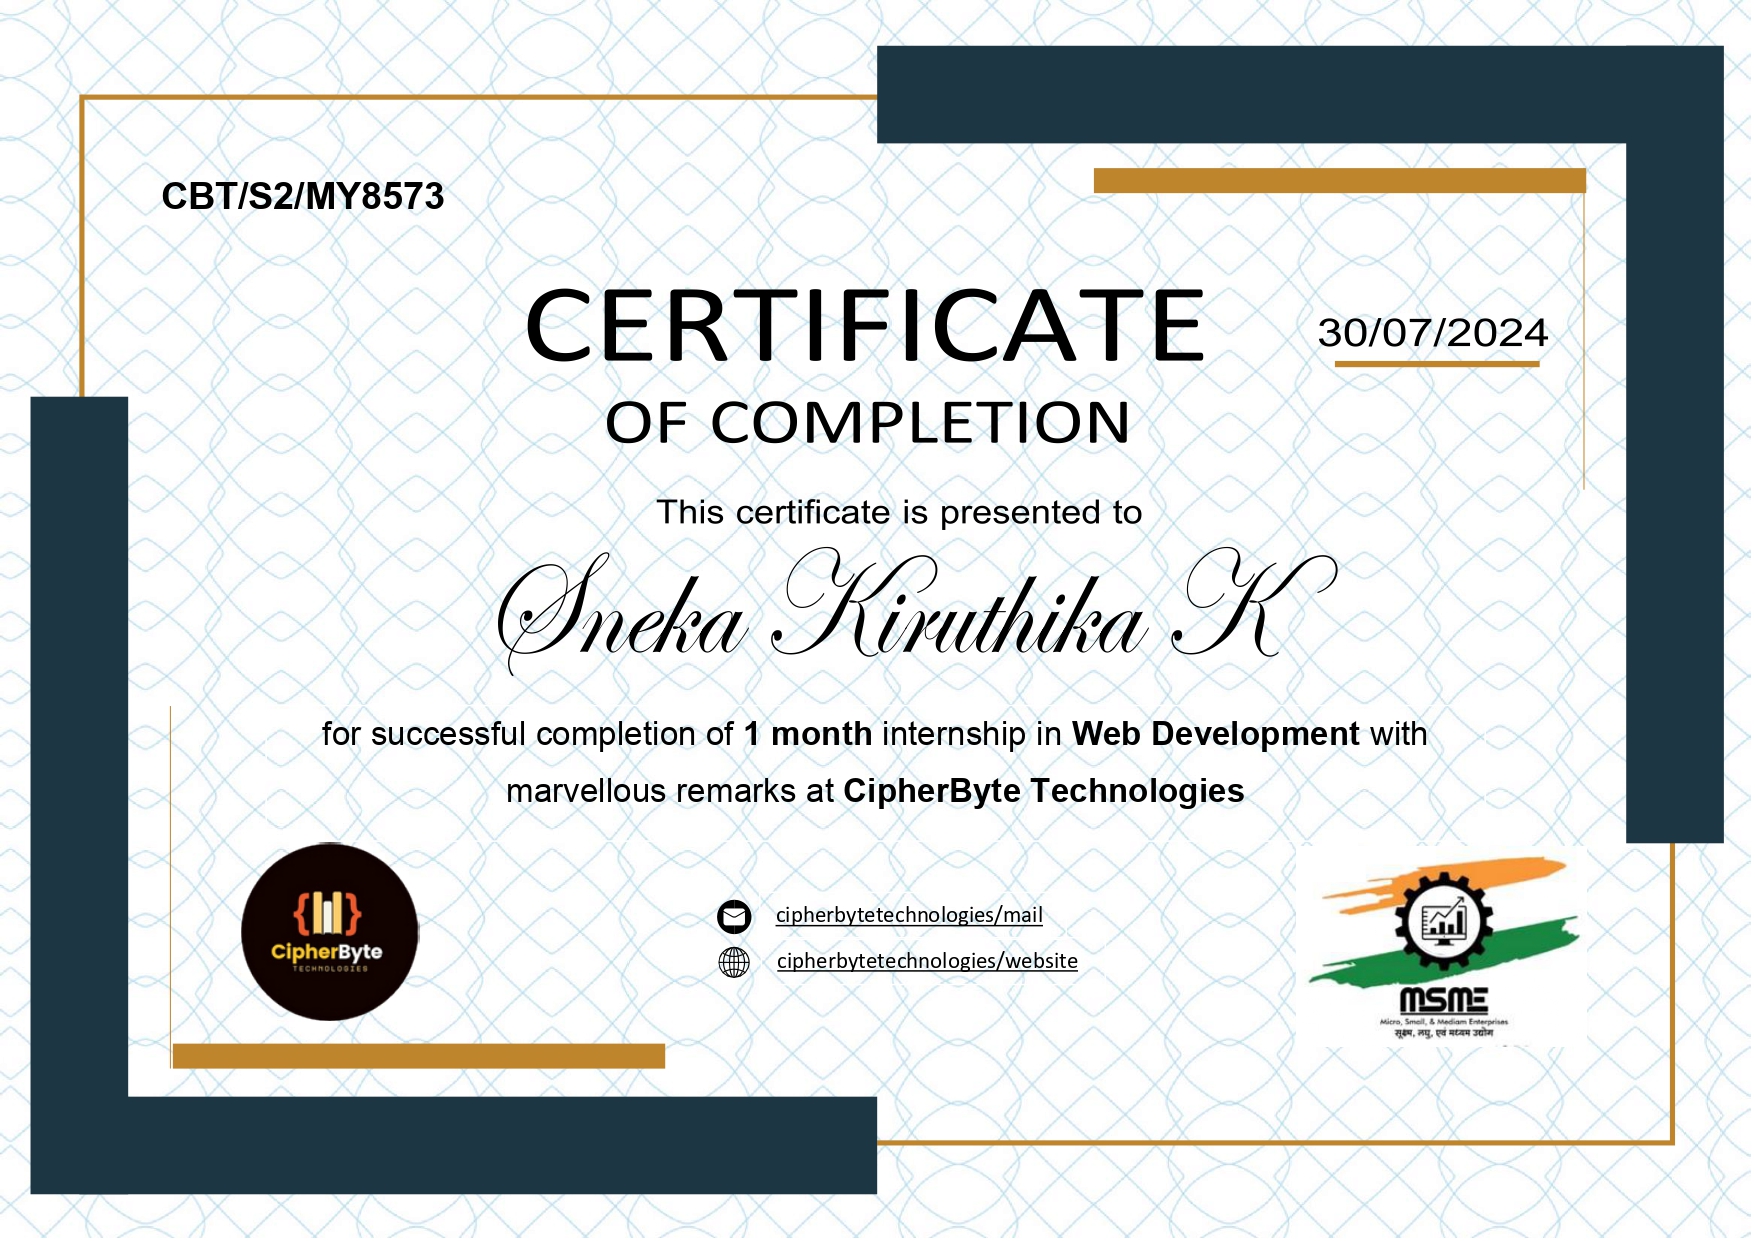 CBT/S2/MY8573
CERTIFICATE
30/07/2024
OF COMPLETION
This certificate is presented to
Sneka Kiruthika K
for successful completion of 1 month internship in Web Development with
marvellous remarks at CipherByte Technologies
{ } CipherByte
TECHNOLOGIES
cipherbytetechnologies/mail
cipherbytetechnologies/website
MSME
Micro, Small, & Mediam Enterprises
सूक्ष्म, लघु, एवं मध्यम उद्योग